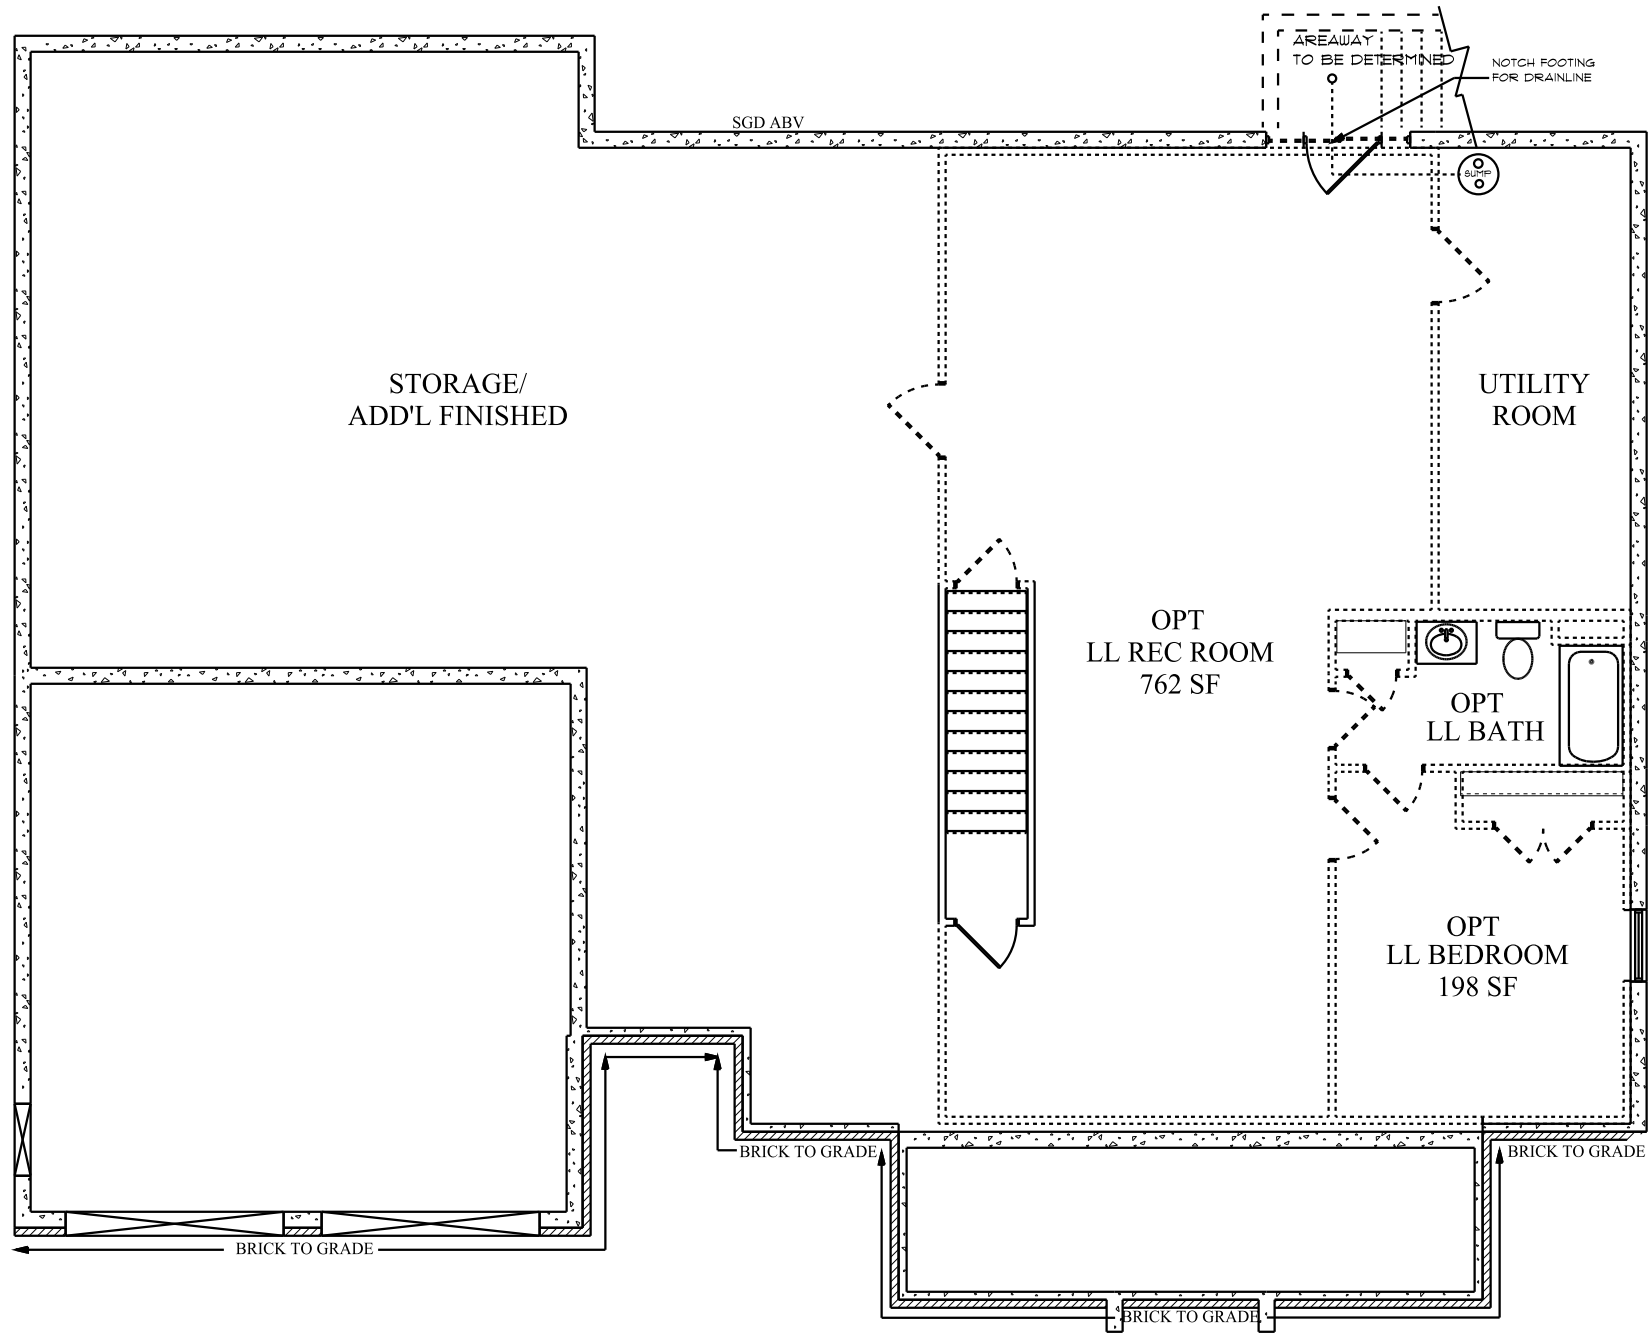 AREAWAY
TO BE DETERMINED
NOTCH FOOTING
FOR DRAINLINE
SGD ABV
SUMP
STORAGE/
ADD'L FINISHED
UTILITY
ROOM
OPT
LL REC ROOM
762 SF
OPT
LL BATH
OPT
LL BEDROOM
198 SF
BRICK TO GRADE
BRICK TO GRADE
BRICK TO GRADE
BRICK TO GRADE